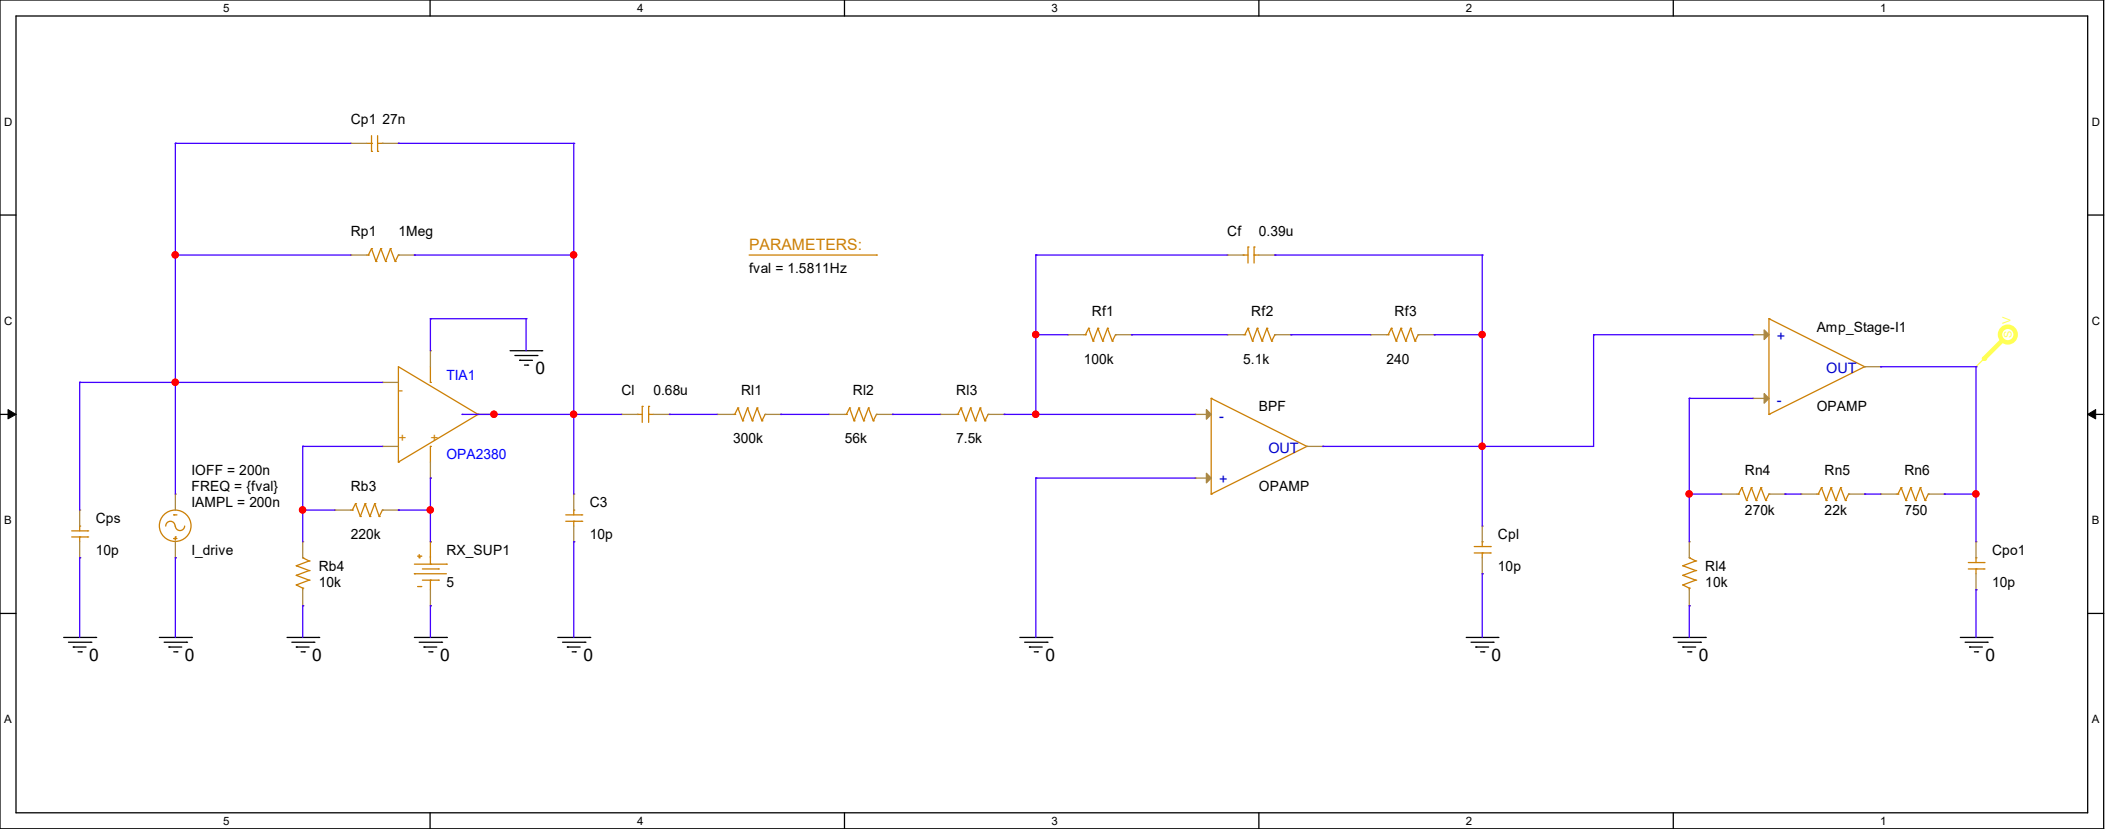 5
4
3
2
1
D
D
Cp1 27n
Rp1 1Meg
PARAMETERS:
fval = 1.5811Hz
Cf 0.39u
Rf1
Rf2
Rf3
100k
5.1k
240
C
C
Amp_Stage-I1
+
OUT
-
OPAMP
0
TIA1
-
+
+
OPA2380
Cl 0.68u
Rl1
Rl2
Rl3
300k
56k
7.5k
BPF
-
OUT
+
OPAMP
IOFF = 200n
FREQ = {fval}
IAMPL = 200n
-
+
I_drive
Rb3
220k
Rn4
Rn5
Rn6
270k
22k
750
B
B
Cps
10p
C3
10p
Cpl
10p
Rb4
10k
RX_SUP1
+
5
-
Rl4
10k
Cpo1
10p
0
0
0
0
0
0
0
0
0
A
A
5
4
3
2
1